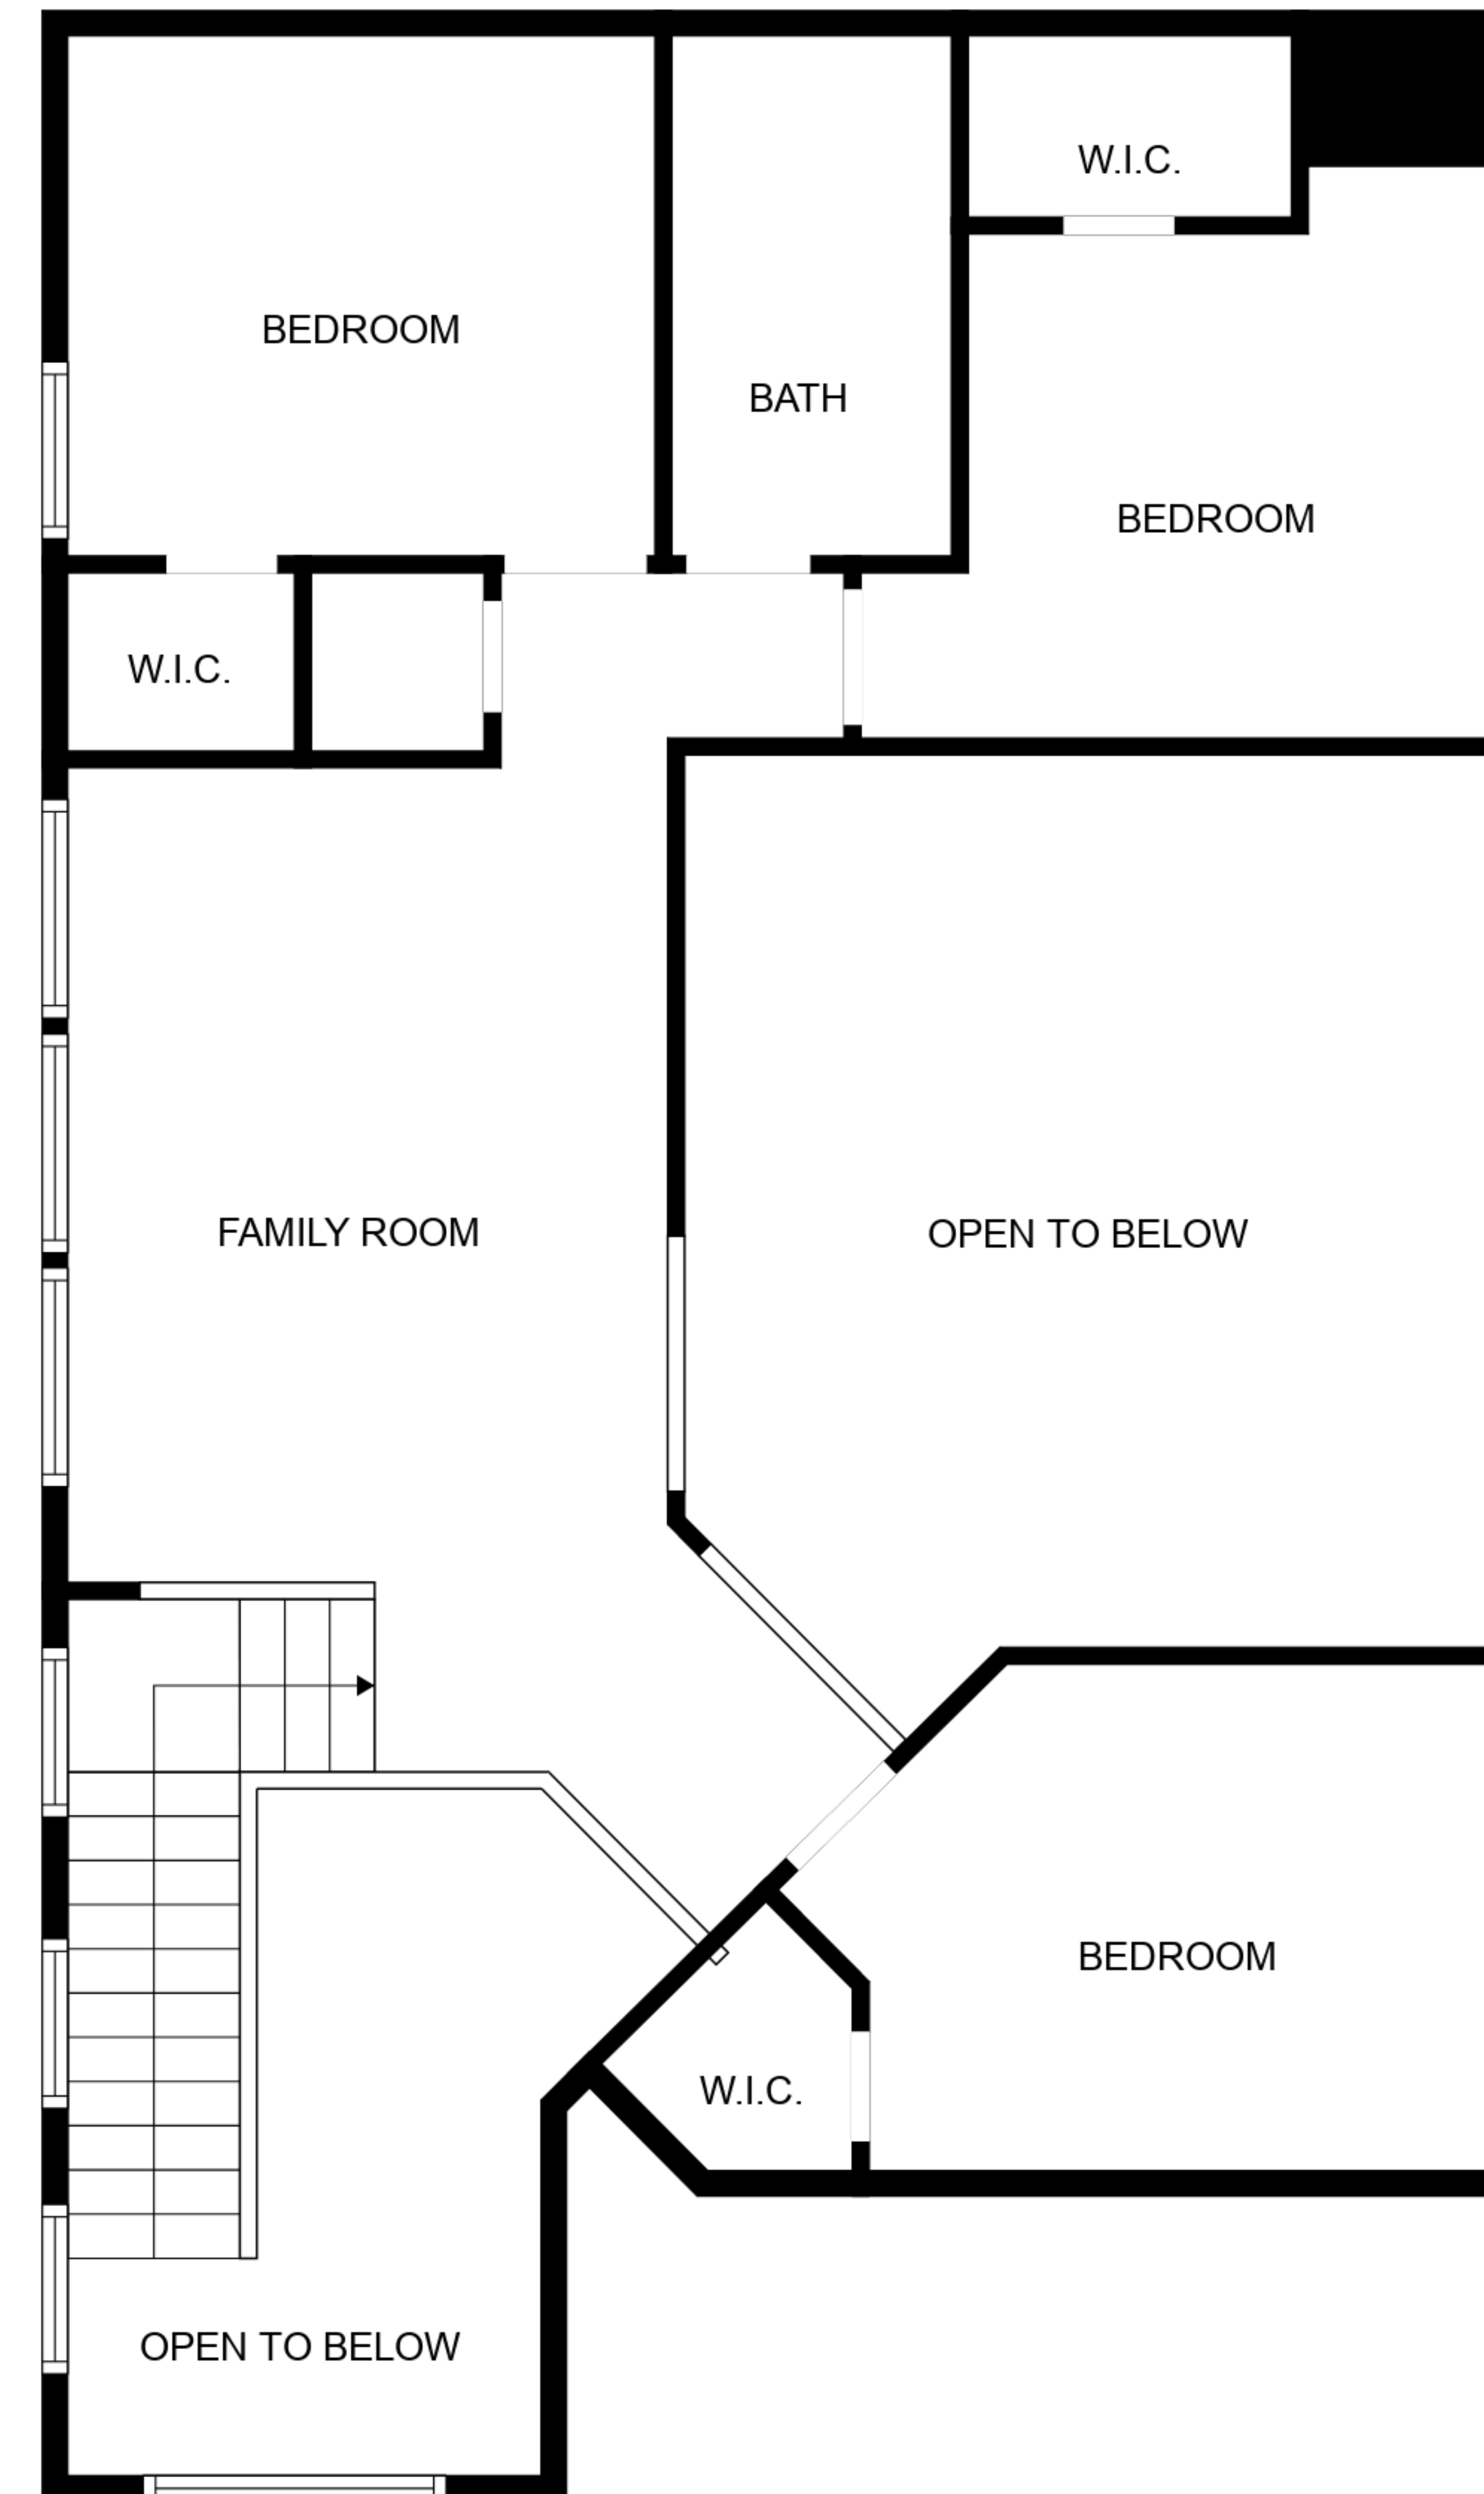 W.I.C.
BEDROOM
BATH
BEDROOM
W.I.C.
FAMILY ROOM
OPEN TO BELOW
BEDROOM
W.I.C.
OPEN TO BELOW